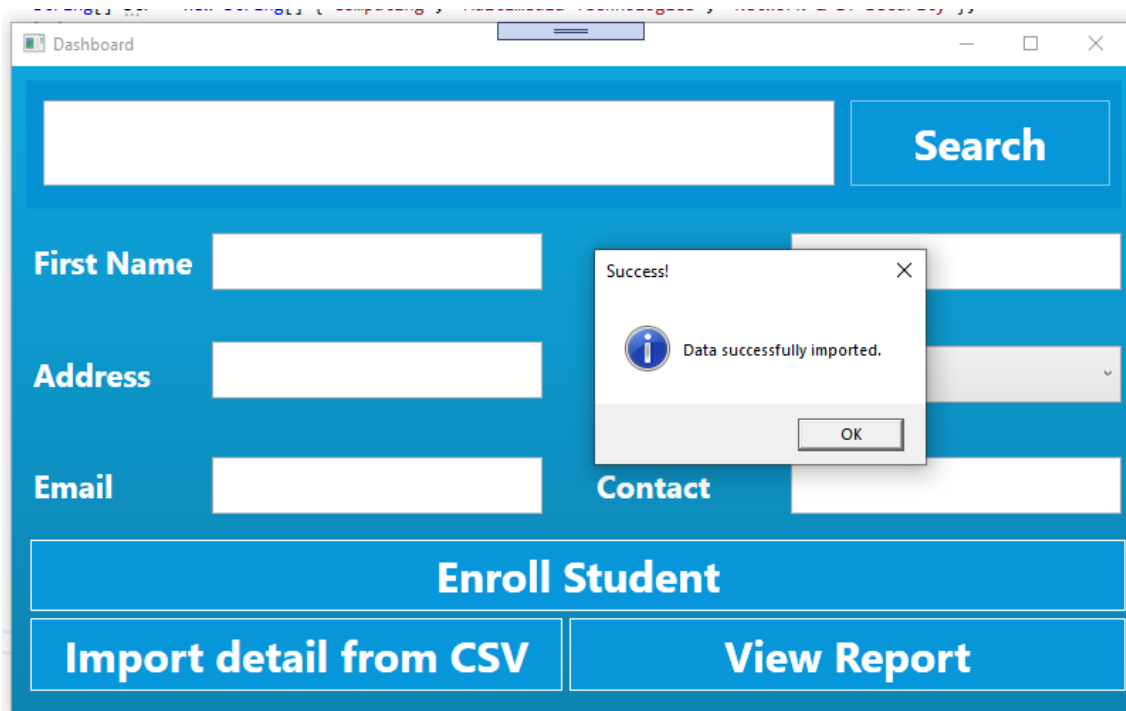 Dashboard
Search
First Name
Success!
Data successfully imported.
Address
OK
Email
Contact
Enroll Student
Import detail from CSV
View Report